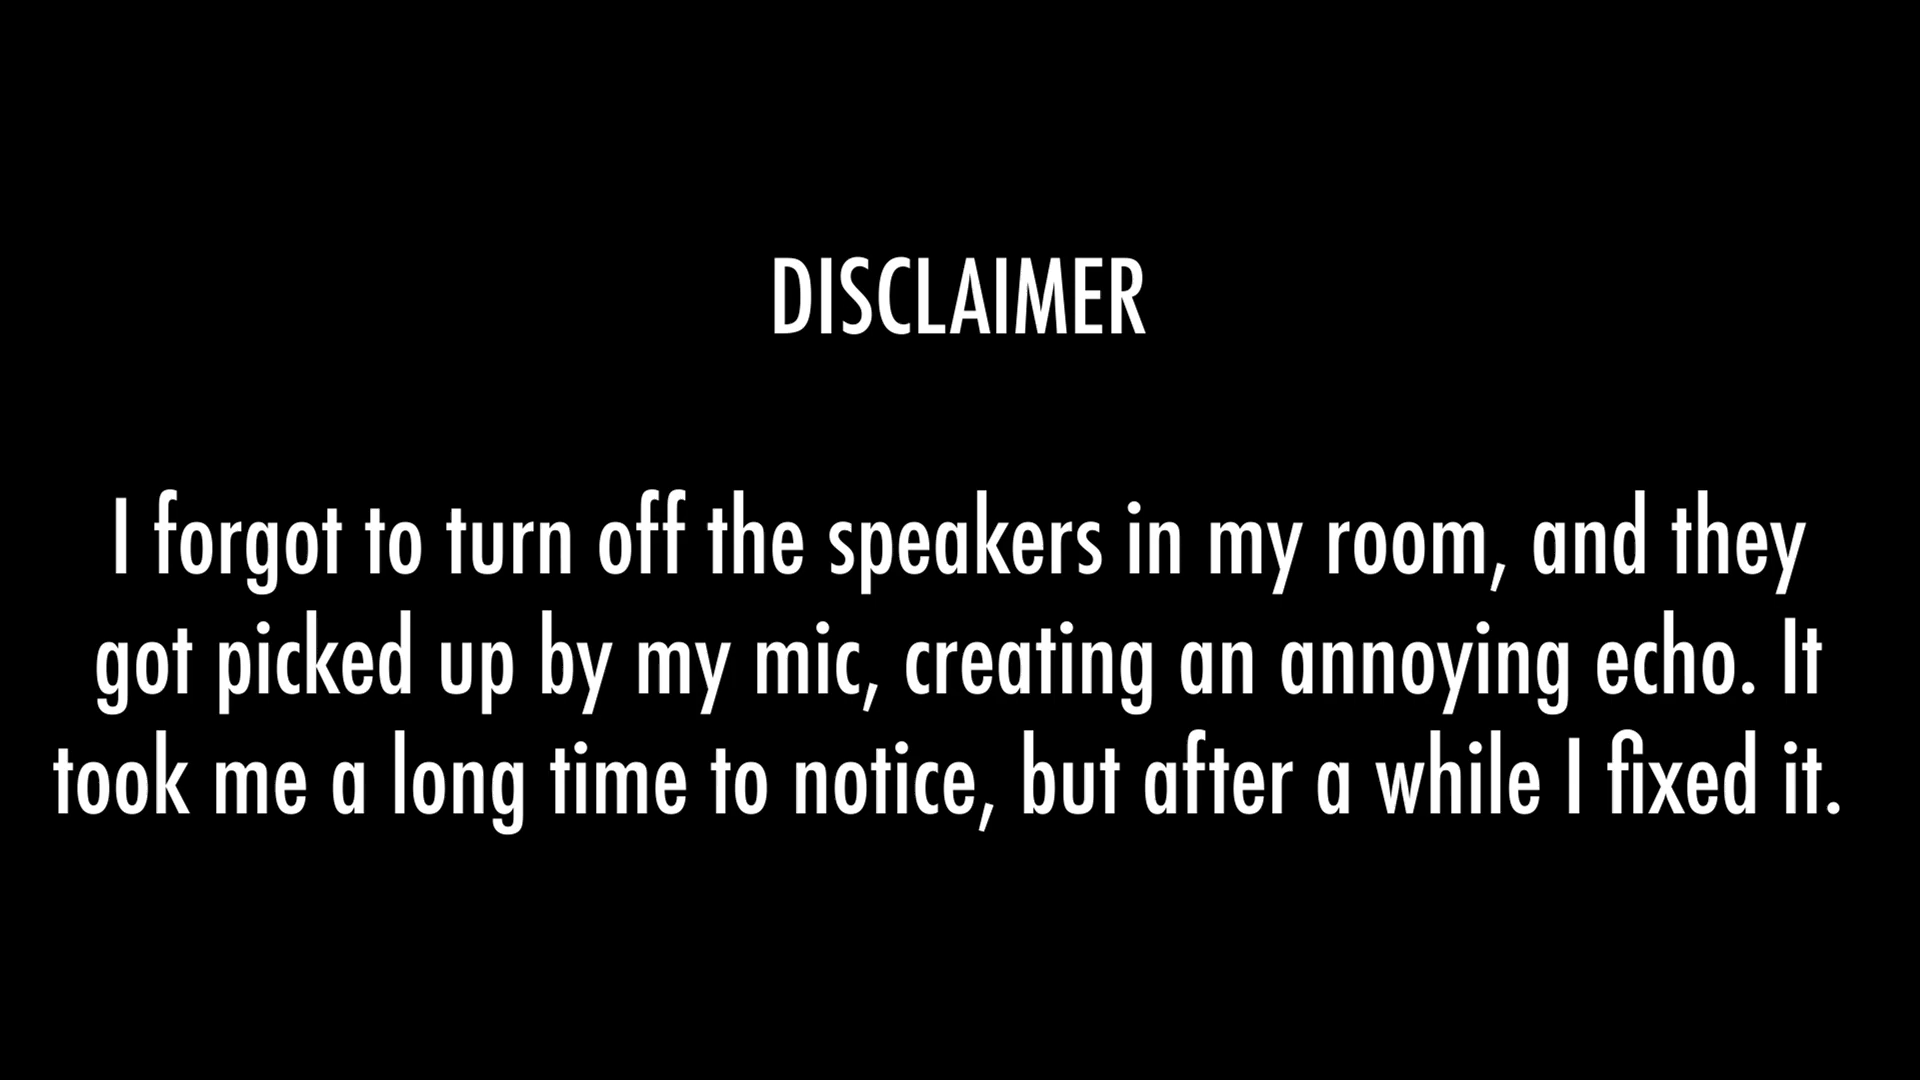 DISCLAIMER
I forgot to turn off the speakers in my room, and they
got picked up by my mic, creating an annoying echo. It
took me a long time to notice, but after a while I fixed it.